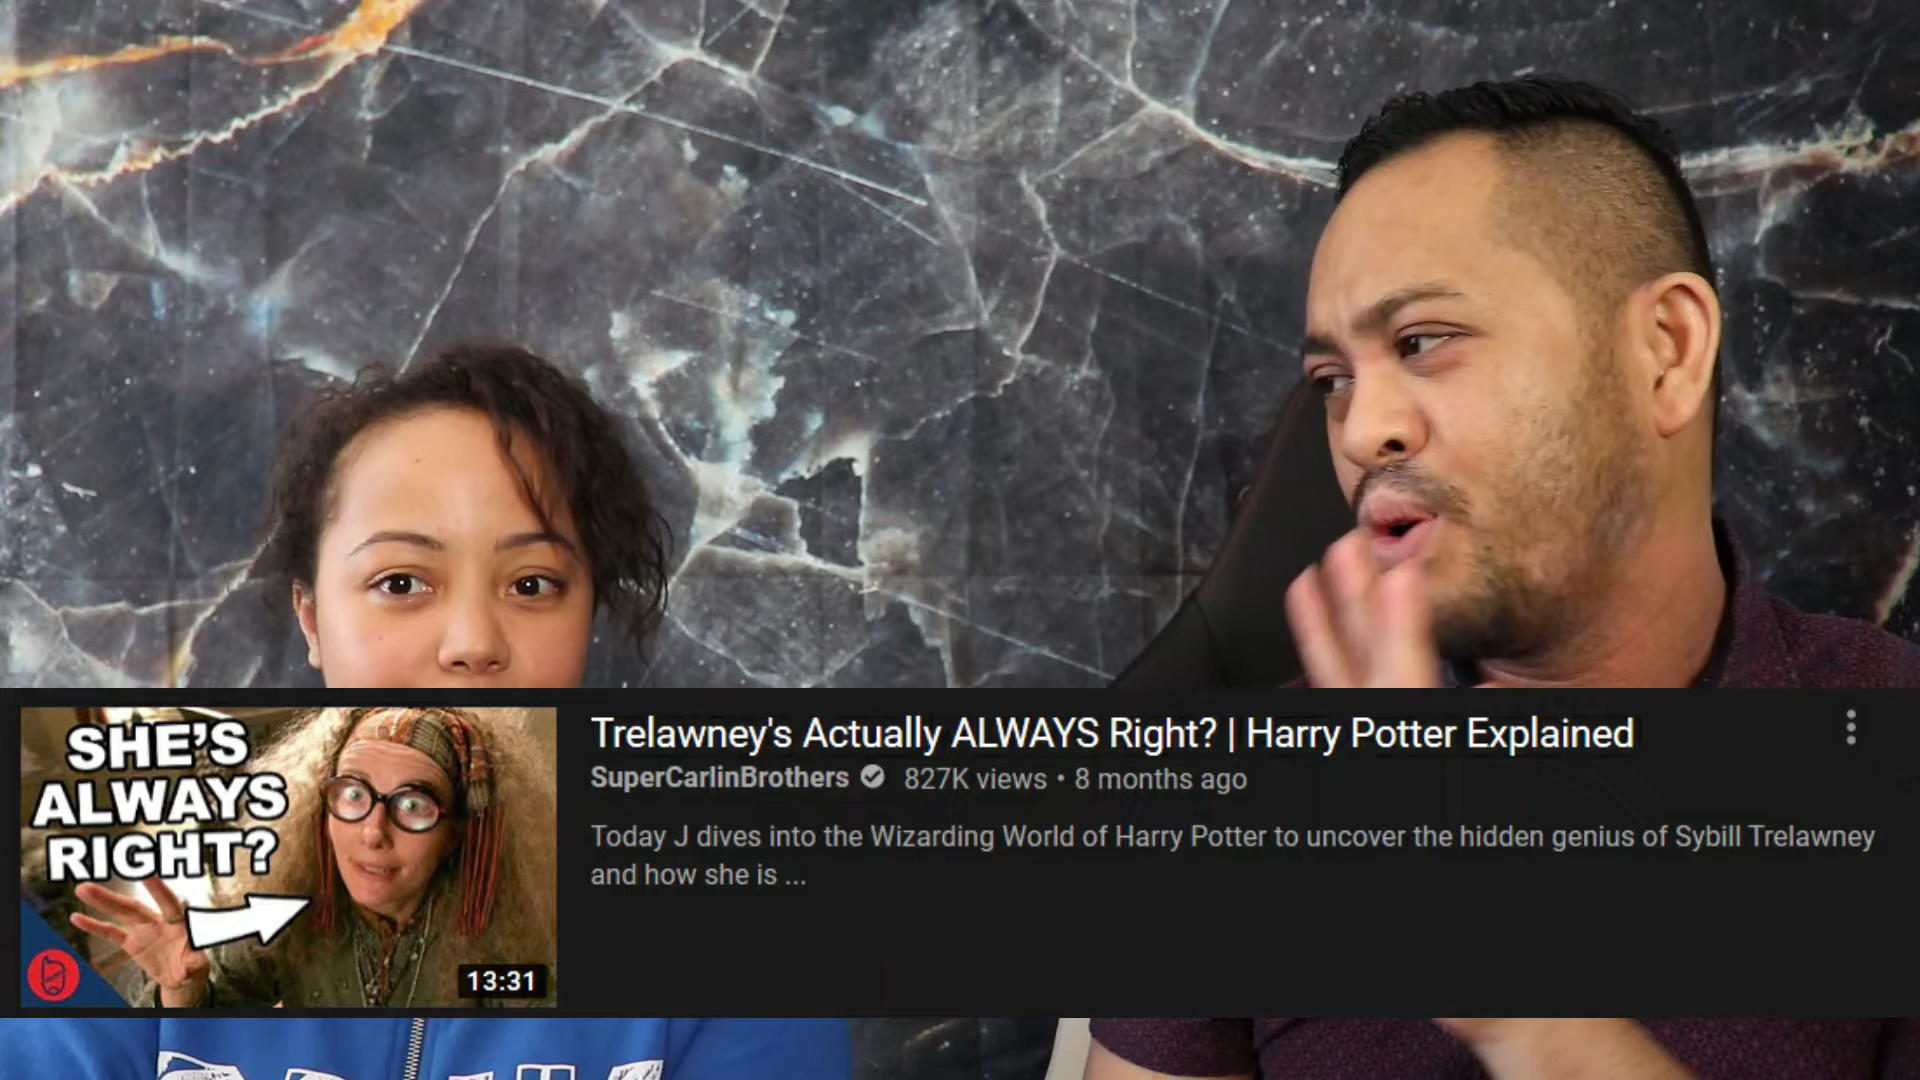 SHE'S
ALWAYS
RIGHT?
13:31
Trelawney's Actually ALWAYS Right? | Harry Potter Explained
SuperCarlinBrothers 827K views • 8 months ago
Today J dives into the Wizarding World of Harry Potter to uncover the hidden genius of Sybill Trelawney
and how she is ...